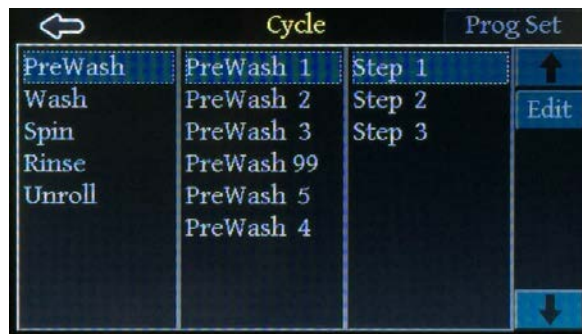 Cycle
Prog Set
PreWash
Wash
Spin
Rinse
Unroll
PreWash 1
PreWash 2
PreWash 3
PreWash 99
PreWash 5
PreWash 4
Step 1
Step 2
Step 3
Edit